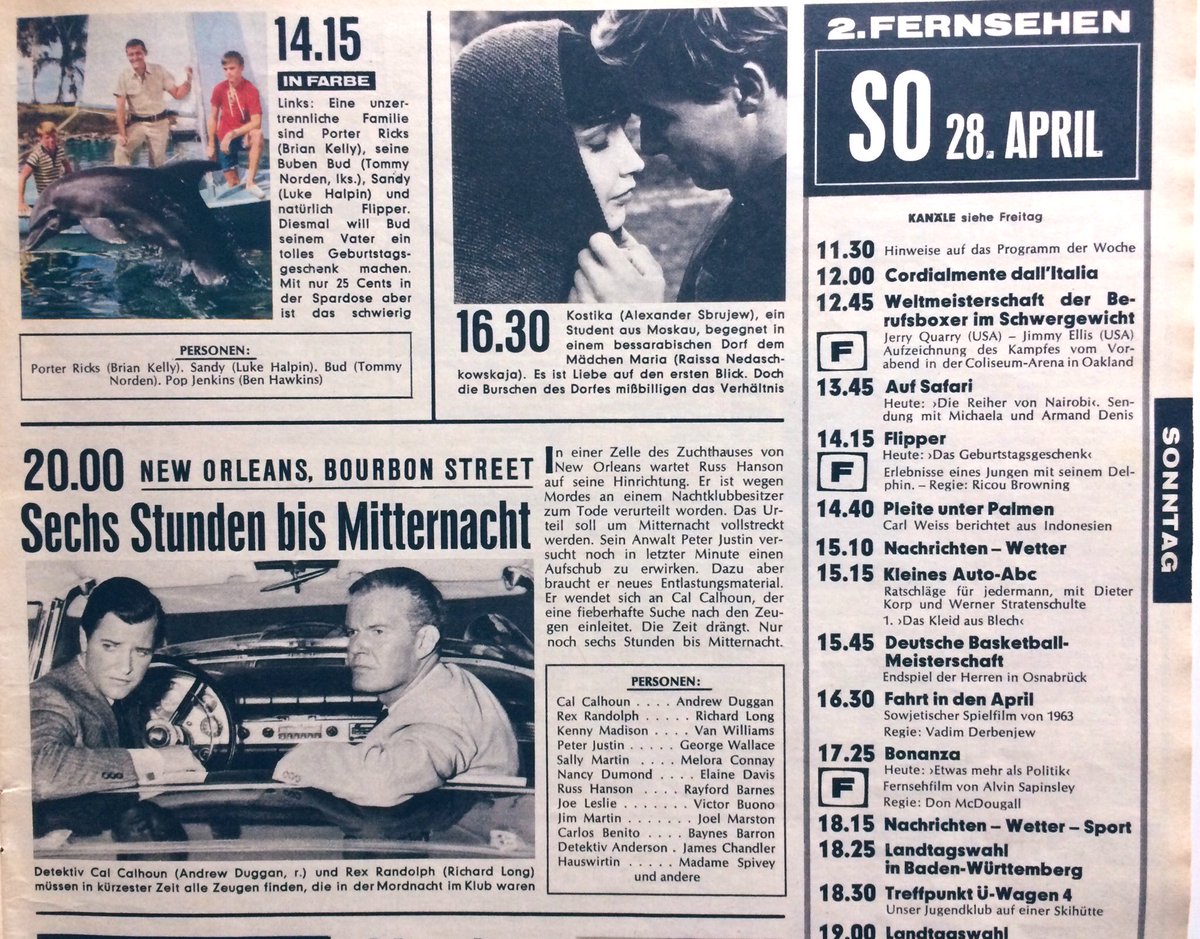 14.15
IN FARBE
Links: Eine unzer-
trennliche Familie
sind Porter Ricks
(Brian Kelly), seine
Buben Bud (Tommy
Norden, lks.), Sandy
(Luke Halpin) und
natürlich Flipper.
Diesmal will Bud
seinem Vater ein
tolles Geburtstags-
geschenk machen.
Mit nur 25 Cents in
der Spardose aber
ist das schwierig
PERSONEN:
Porter Ricks (Brian Kelly). Sandy (Luke Halpin). Bud (Tommy
Norden). Pop Jenkins (Ben Hawkins)
16.30
Kostika (Alexander Sbrujew), ein
Student aus Moskau, begegnet in
einem bessarabischen Dorf dem
Mädchen Maria (Raissa Nedasch-
kowskaja). Es ist Liebe auf den ersten Blick. Doch
die Burschen des Dorfes mißbilligen das Verhältnis
20.00 NEW ORLEANS, BOURBON STREET
Sechs Stunden bis Mitternacht
Detektiv Cal Calhoun (Andrew Duggan, r.) und Rex Randolph (Richard Long)
müssen in kürzester Zeit alle Zeugen finden, die in der Mordnacht im Klub waren
In einer Zelle des Zuchthauses von
New Orleans wartet Russ Hanson
auf seine Hinrichtung. Er ist wegen
Mordes an einem Nachtklubbesitzer
zum Tode verurteilt worden. Das Ur-
teil soll um Mitternacht vollstreckt
werden. Sein Anwalt Peter Justin ver-
sucht noch in letzter Minute einen
Aufschub zu erwirken. Dazu aber
braucht er neues Entlastungsmaterial.
Er wendet sich an Cal Calhoun, der
eine fieberhafte Suche nach den Zeu-
gen einleitet. Die Zeit drängt. Nur
noch sechs Stunden bis Mitternacht.
PERSONEN:
Cal Calhoun . . . . Andrew Duggan
Rex Randolph . . . . . Richard Long
Kenny Madison . . . . Van Williams
Peter Justin . . . . . George Wallace
Sally Martin . . . . Melora Connay
Nancy Dumond . . . . Elaine Davis
Russ Hanson . . . . Rayford Barnes
Joe Leslie . . . . . . . Victor Buono
Jim Martin . . . . . . . Joel Marston
Carlos Benito . . . . Baynes Barron
Detektiv Anderson . James Chandler
Hauswirtin . . . . . Madame Spivey
und andere
2. FERNSEHEN
SO 28. APRIL
KANÄLE siehe Freitag
11.30 Hinweise auf das Programm der Woche
12.00 Cordialmente dall'Italia
12.45 Weltmeisterschaft der Be-
rufsboxer im Schwergewicht
F Jerry Quarry (USA) – Jimmy Ellis (USA)
Aufzeichnung des Kampfes vom Vor-
abend in der Coliseum-Arena in Oakland
13.45 Auf Safari
Heute: ›Die Reiher von Nairobi‹. Sen-
dung mit Michaela und Armand Denis
14.15 Flipper
F Heute: ›Das Geburtstagsgeschenk‹
Erlebnisse eines Jungen mit seinem Del-
phin. – Regie: Ricou Browning
14.40 Pleite unter Palmen
Carl Weiss berichtet aus Indonesien
15.10 Nachrichten – Wetter
15.15 Kleines Auto-Abc
Ratschläge für jedermann, mit Dieter
Korp und Werner Stratenschulte
1. ›Das Kleid aus Blech‹
15.45 Deutsche Basketball-
Meisterschaft
Endspiel der Herren in Osnabrück
16.30 Fahrt in den April
Sowjetischer Spielfilm von 1963
Regie: Vadim Derbenjew
17.25 Bonanza
F Heute: ›Etwas mehr als Politik‹
Fernsehfilm von Alvin Sapinsley
Regie: Don McDougall
18.15 Nachrichten – Wetter – Sport
18.25 Landtagswahl
in Baden-Württemberg
18.30 Treffpunkt Ü-Wagen 4
Unser Jugendklub auf einer Skihütte
19.00 Landtagswahl
SONNTAG